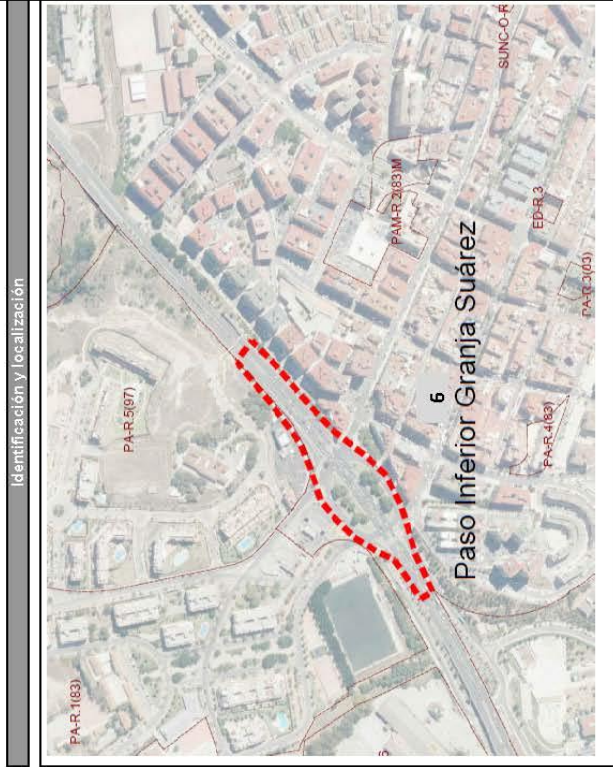 Identificación y localización
PA-R.1(83)
PA-R.5(97)
SUNC-O-R
PAM-R.2(83)M
ED-R.3
PA-R.3(03)
PA-R.4(83)
6
Paso Inferior Granja Suárez